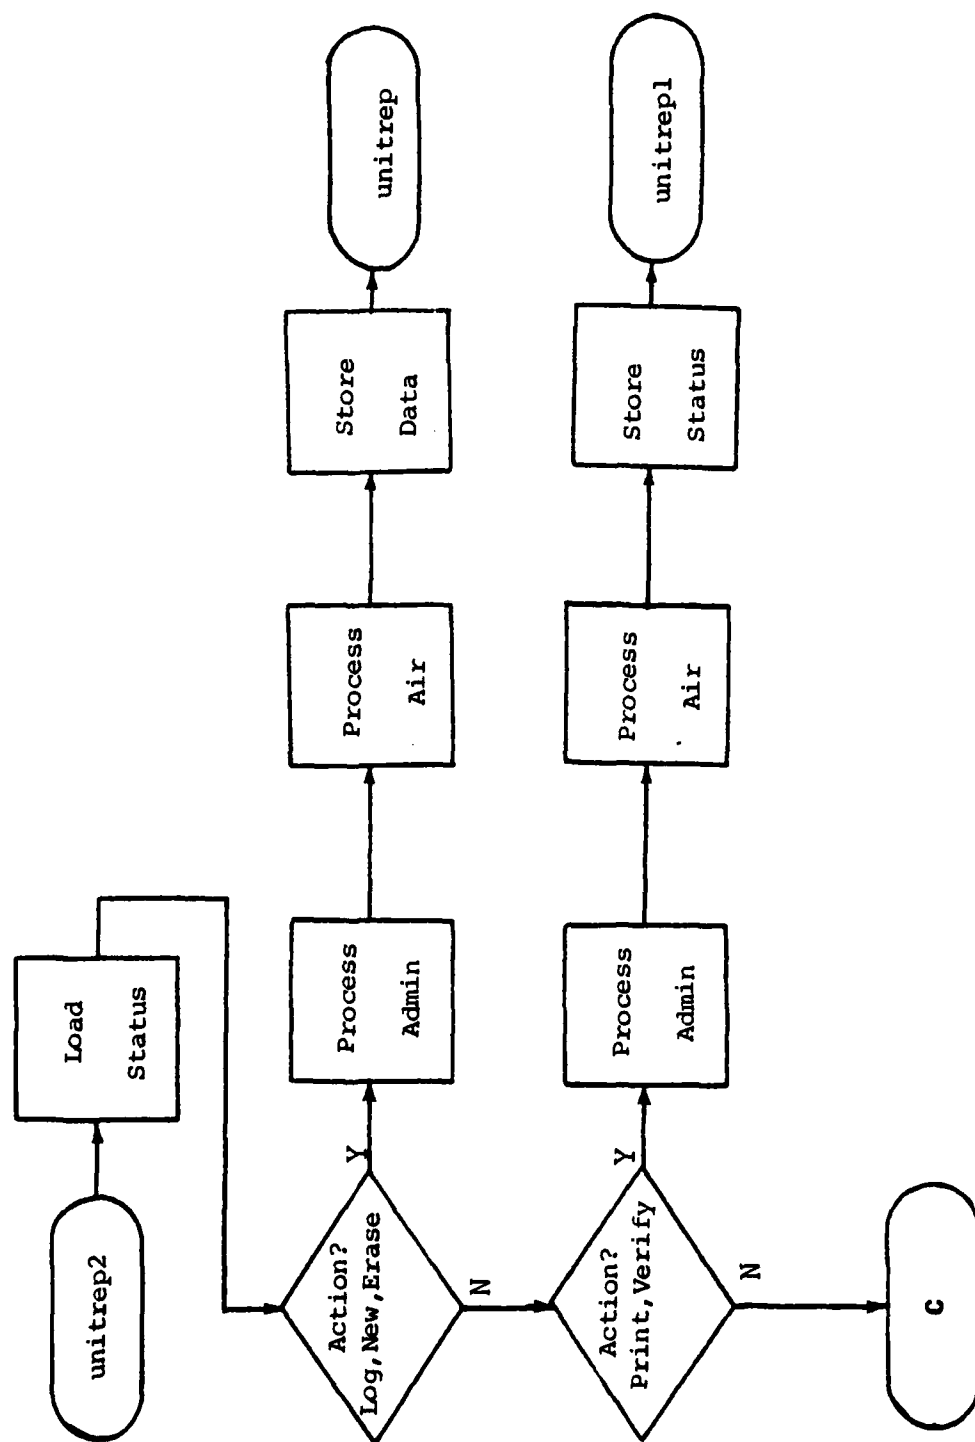 unitrep2
Load
Status
Action?
Log,New,Erase
Y
Process
Admin
Process
Air
Store
Data
unitrep
N
Action?
Print,Verify
Y
Process
Admin
Process
Air
Store
Status
unitrep1
N
C